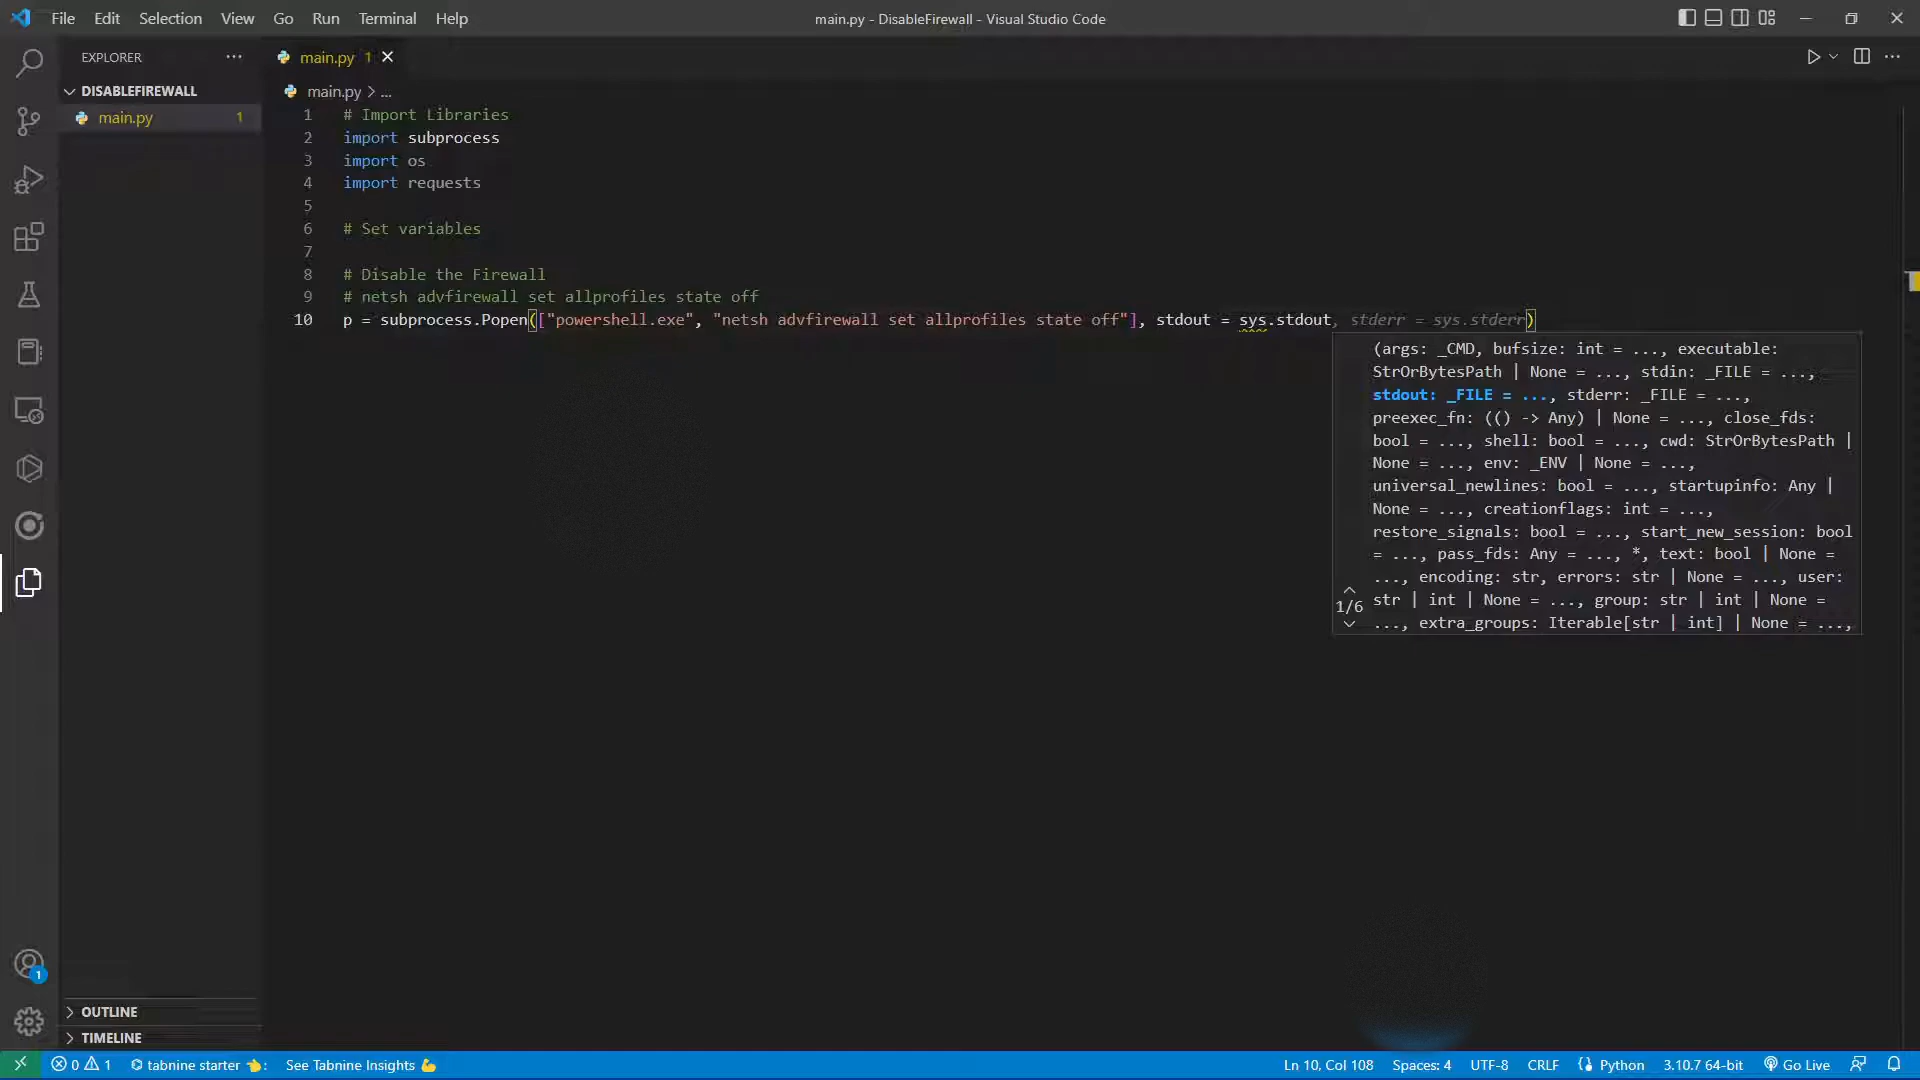 File Edit Selection View Go Run Terminal Help
main.py - DisableFirewall - Visual Studio Code
EXPLORER
main.py 1
DISABLEFIREWALL
main.py 1
main.py > ...
1 # Import Libraries
2 import subprocess
3 import os
4 import requests
5
6 # Set variables
7
8 # Disable the Firewall
9 # netsh advfirewall set allprofiles state off
10 p = subprocess.Popen(["powershell.exe", "netsh advfirewall set allprofiles state off"], stdout = sys.stdout, stderr = sys.stderr)
(args: _CMD, bufsize: int = ..., executable:
StrOrBytesPath | None = ..., stdin: _FILE = ...,
stdout: _FILE = ..., stderr: _FILE = ...,
preexec_fn: (() -> Any) | None = ..., close_fds:
bool = ..., shell: bool = ..., cwd: StrOrBytesPath |
None = ..., env: _ENV | None = ...,
universal_newlines: bool = ..., startupinfo: Any |
None = ..., creationflags: int = ...,
restore_signals: bool = ..., start_new_session: bool
= ..., pass_fds: Any = ..., *, text: bool | None =
..., encoding: str, errors: str | None = ..., user:
1/6 str | int | None = ..., group: str | int | None =
..., extra_groups: Iterable[str | int] | None = ...,
1
OUTLINE
TIMELINE
0 1 tabnine starter See Tabnine Insights
Ln 10, Col 108 Spaces: 4 UTF-8 CRLF Python 3.10.7 64-bit Go Live